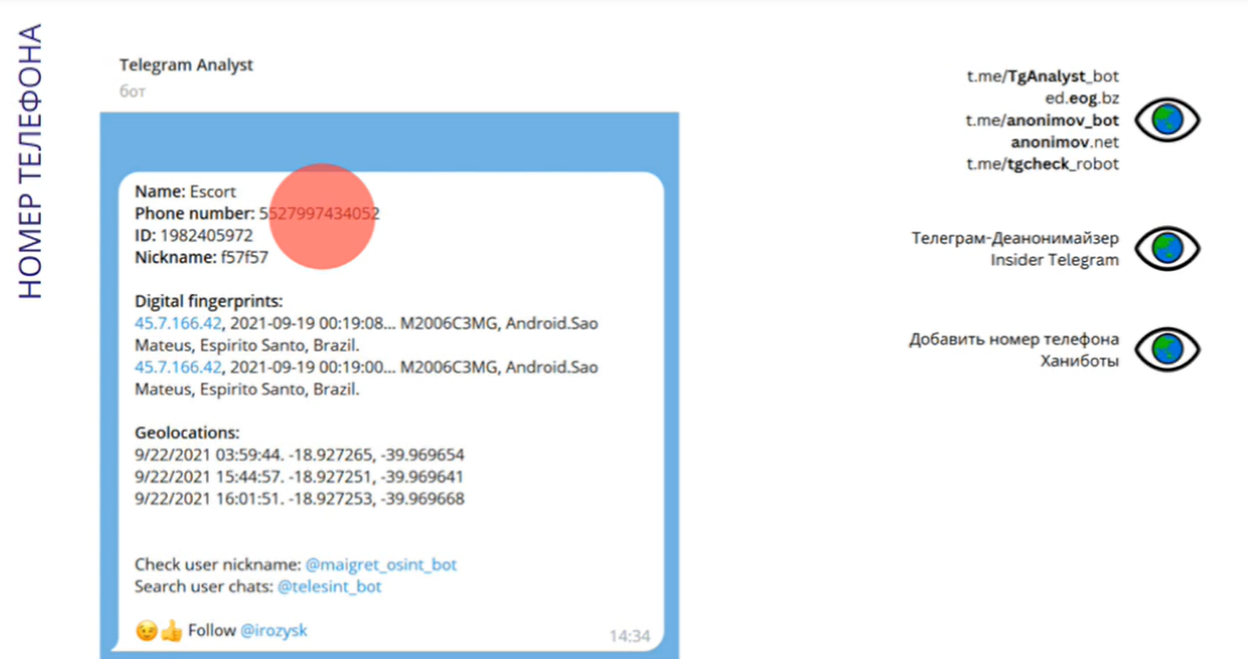 НОМЕР ТЕЛЕФОНА
Telegram Analyst
бот
Name: Escort
Phone number: 5527997434052
ID: 1982405972
Nickname: f57f57
Digital fingerprints:
45.7.166.42, 2021-09-19 00:19:08... M2006C3MG, Android.Sao
Mateus, Espirito Santo, Brazil.
45.7.166.42, 2021-09-19 00:19:00... M2006C3MG, Android.Sao
Mateus, Espirito Santo, Brazil.
Geolocations:
9/22/2021 03:59:44. -18.927265, -39.969654
9/22/2021 15:44:57. -18.927251, -39.969641
9/22/2021 16:01:51. -18.927253, -39.969668
Check user nickname: @maigret_osint_bot
Search user chats: @telesint_bot
😉👍 Follow @irozysk
14:34
t.me/TgAnalyst_bot
ed.eog.bz
t.me/anonimov_bot
anonimov.net
t.me/tgcheck_robot
Телеграм-Деанонимайзер
Insider Telegram
Добавить номер телефона
Ханиботы